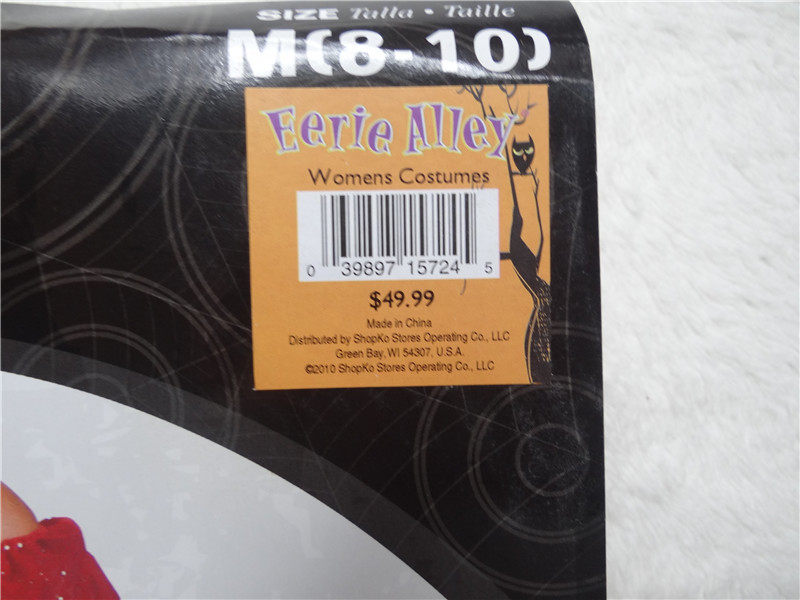 SIZE Talla • Taille
M(8-10)
Eerie Alley
Womens Costumes
0 39897 15724 5
$49.99
Made in China
Distributed by ShopKo Stores Operating Co., LLC
Green Bay, WI 54307, U.S.A.
©2010 ShopKo Stores Operating Co., LLC